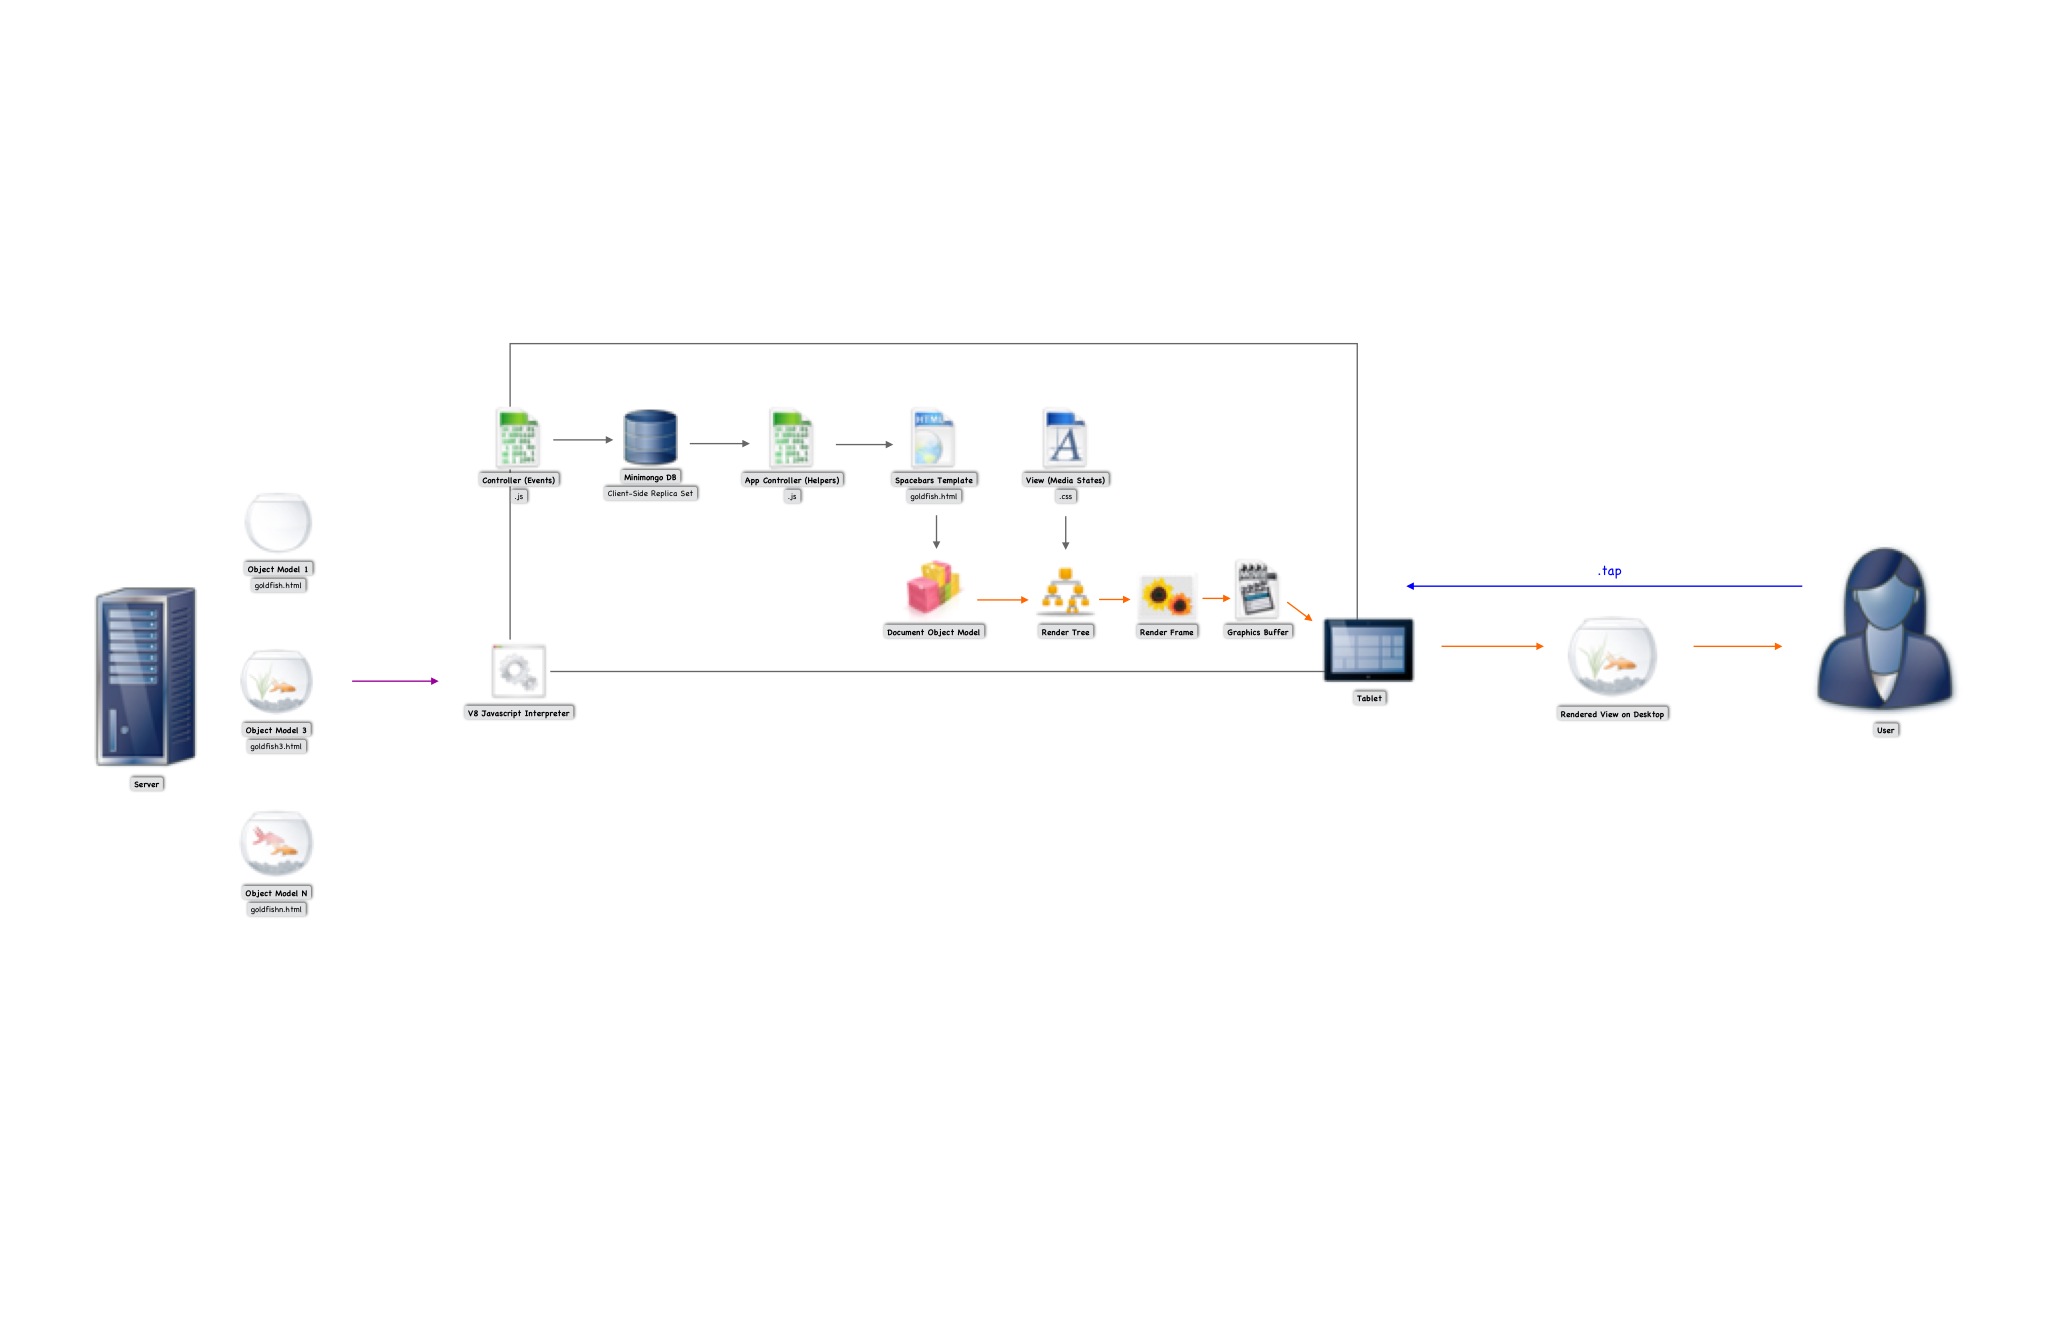 Controller (Events)
.js
Minimongo DB
Client-Side Replica Set
App Controller (Helpers)
.js
HTML
Spacebars Template
goldfish.html
A
View (Media States)
.css
Object Model 1
goldfish.html
Object Model 3
goldfish3.html
Object Model N
goldfishn.html
Server
V8 Javascript Interpreter
Document Object Model
Render Tree
Render Frame
Graphics Buffer
Tablet
.tap
Rendered View on Desktop
User